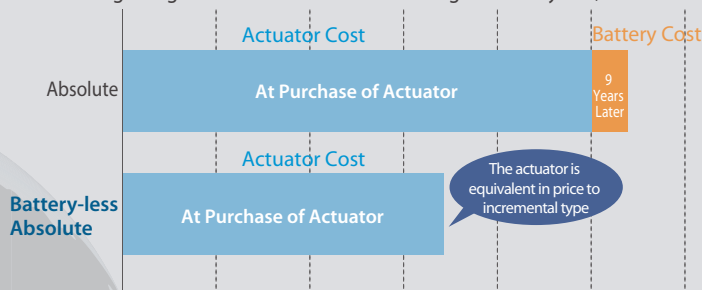 Actuator Cost
Battery Cost
Absolute
At Purchase of Actuator
9
Years
Later
Actuator Cost
The actuator is
equivalent in price to
incremental type
Battery-less
Absolute
At Purchase of Actuator